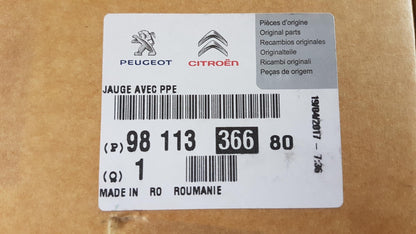 PEUGEOT
CITROËN
Pièces d'origine
Original parts
Recambios originales
Originalteile
Ricambi originali
Peças de origem
JAUGE AVEC PPE
(P) 98 113 366 80
(Q) 1
MADE IN RO ROUMANIE
19/04/2017 - 7:36